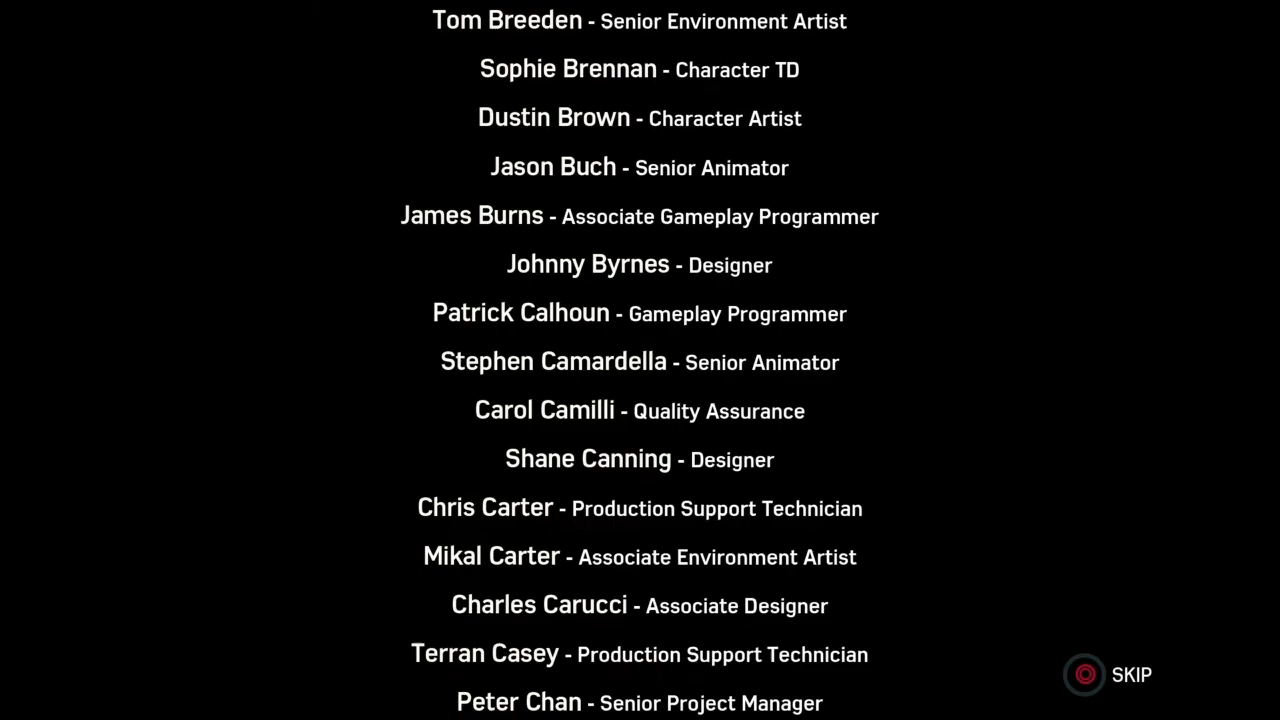 Tom Breeden - Senior Environment Artist
Sophie Brennan - Character TD
Dustin Brown - Character Artist
Jason Buch - Senior Animator
James Burns - Associate Gameplay Programmer
Johnny Byrnes - Designer
Patrick Calhoun - Gameplay Programmer
Stephen Camardella - Senior Animator
Carol Camilli - Quality Assurance
Shane Canning - Designer
Chris Carter - Production Support Technician
Mikal Carter - Associate Environment Artist
Charles Carucci - Associate Designer
Terran Casey - Production Support Technician
SKIP
Peter Chan - Senior Project Manager